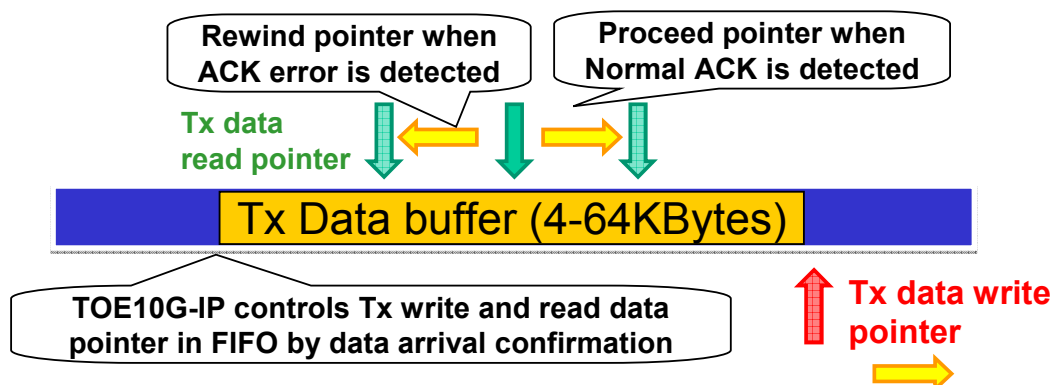 Rewind pointer when
ACK error is detected
Proceed pointer when
Normal ACK is detected
Tx data
read pointer
Tx Data buffer (4-64KBytes)
TOE10G-IP controls Tx write and read data
pointer in FIFO by data arrival confirmation
Tx data write
pointer